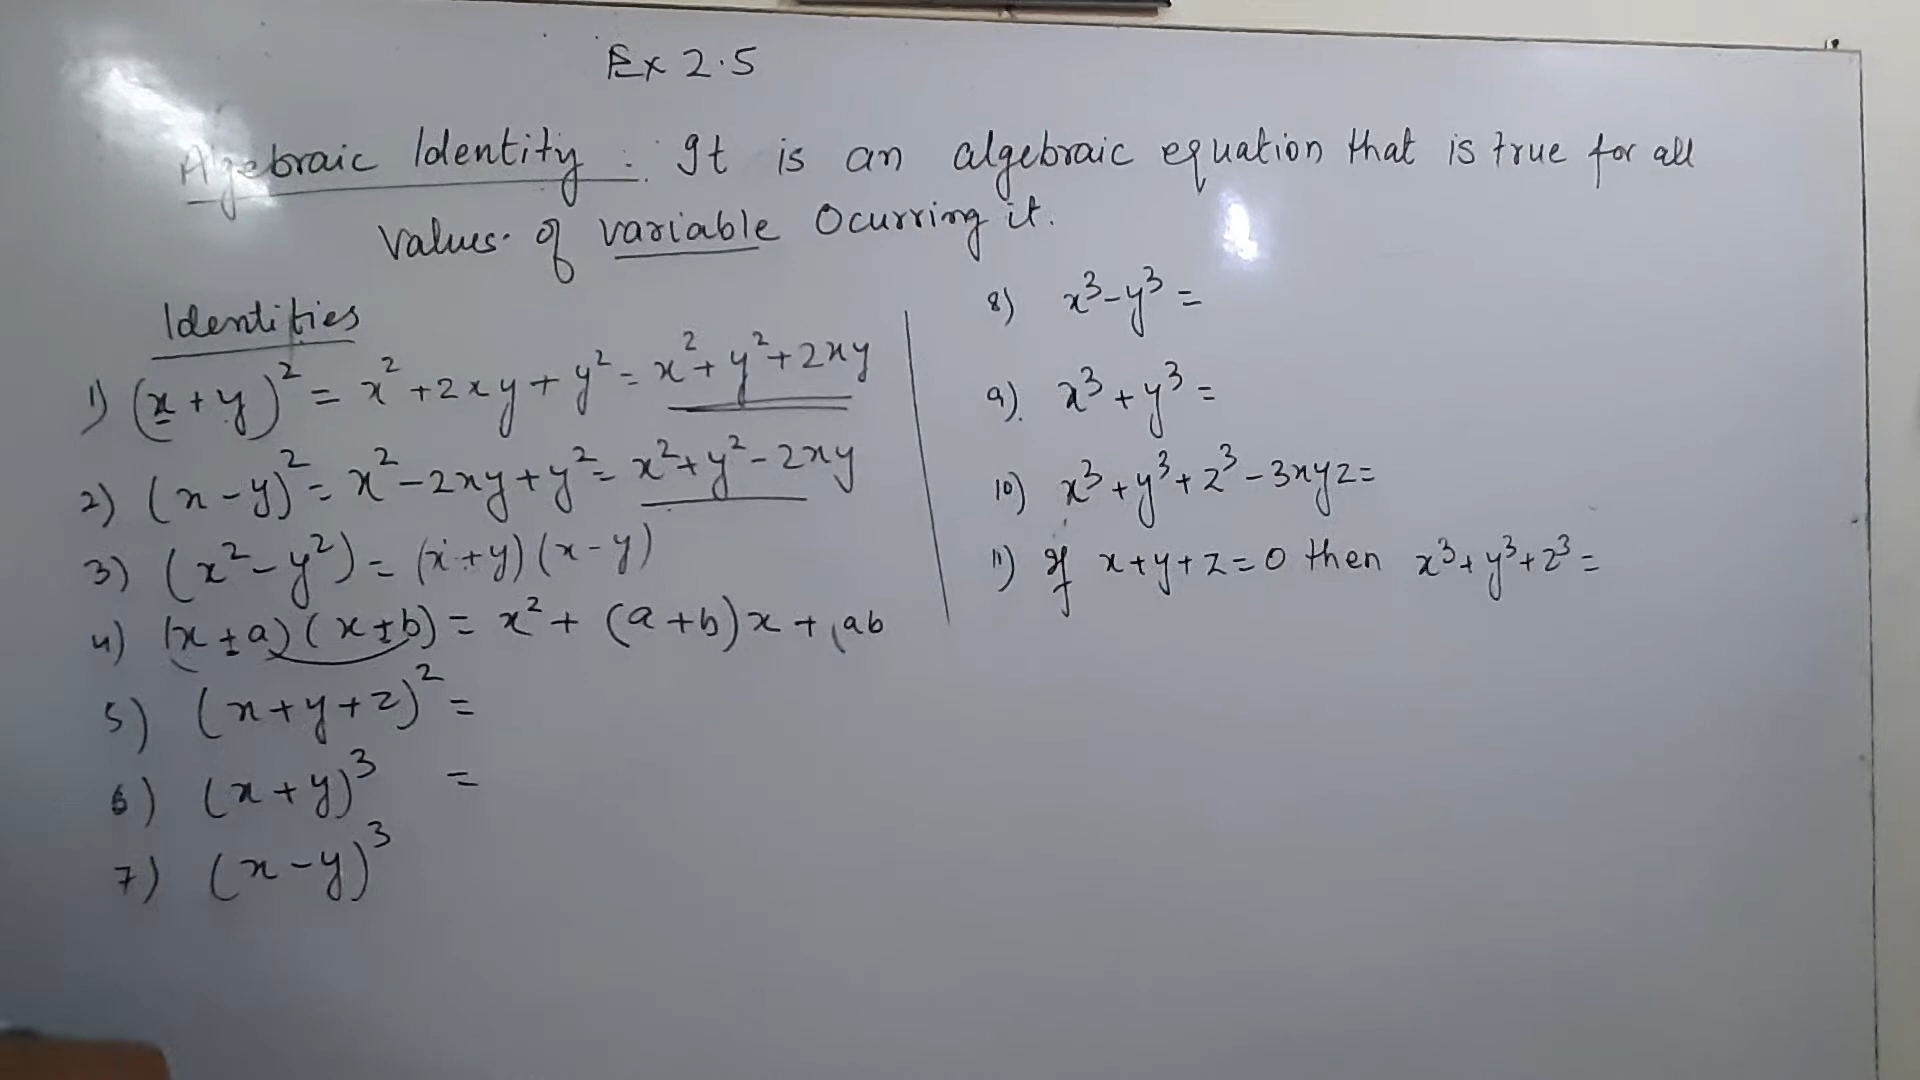 Ex 2.5
Algebraic Identity : It is an algebraic equation that is true for all
Values of variable Ocurring it.
Identities
1) (x + y)² = x² + 2xy + y² = x² + y² + 2xy
2) (x - y)² = x² - 2xy + y² = x² + y² - 2xy
3) (x² - y²) = (x + y) (x - y)
4) (x ± a) (x ± b) = x² + (a + b) x + ab
5) (x + y + z)² =
6) (x + y)³ =
7) (x - y)³
8) x³ - y³ =
9) x³ + y³ =
10) x³ + y³ + z³ - 3xyz =
11) If x + y + z = 0 then x³ + y³ + z³ =